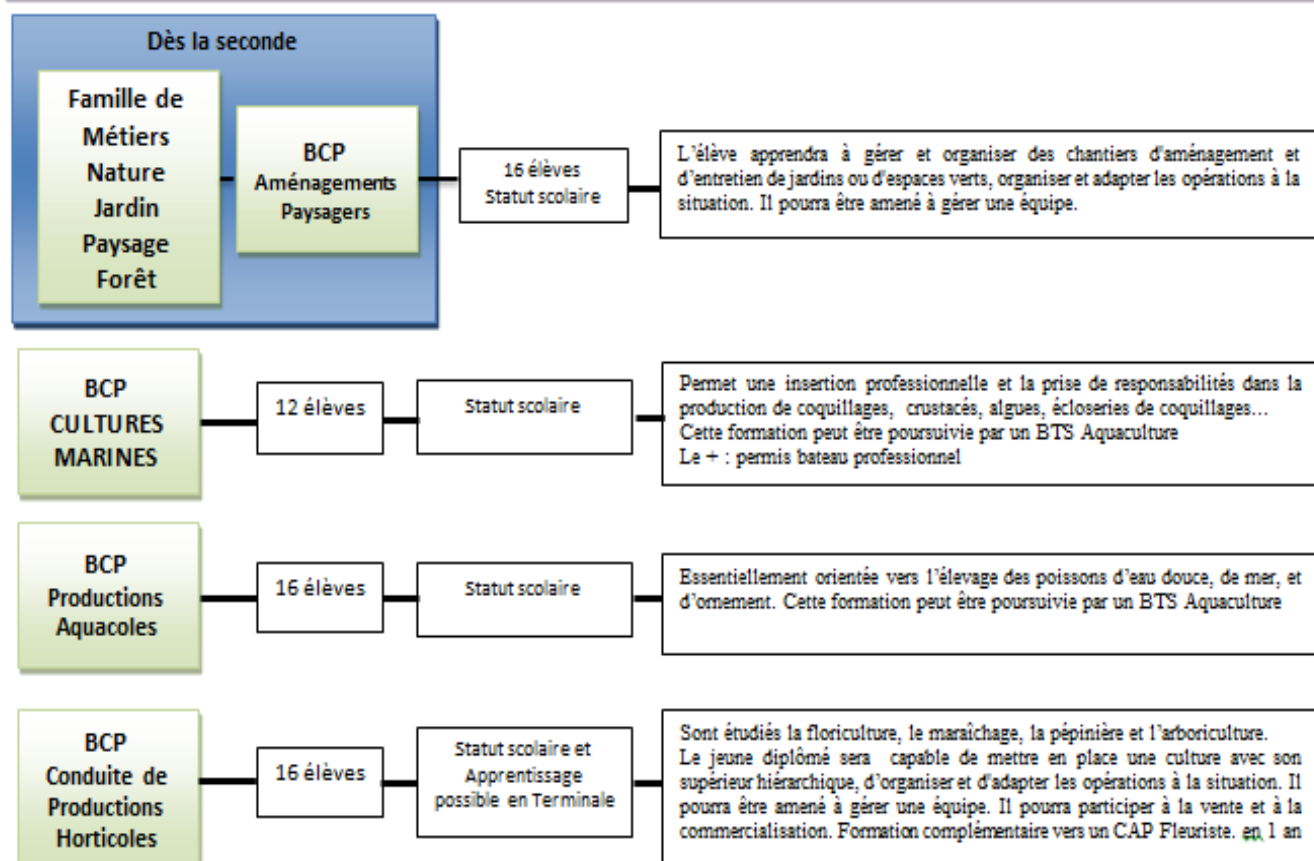 Dès la seconde
Famille de
Métiers
Nature
Jardin
Paysage
Forêt
BCP
Aménagements
Paysagers
16 élèves
Statut scolaire
L'élève apprendra à gérer et organiser des chantiers d'aménagement et
d'entretien de jardins ou d'espaces verts, organiser et adapter les opérations à la
situation. Il pourra être amené à gérer une équipe.
BCP
CULTURES
MARINES
12 élèves
Statut scolaire
Permet une insertion professionnelle et la prise de responsabilités dans la
production de coquillages, crustacés, algues, écloseries de coquillages...
Cette formation peut être poursuivie par un BTS Aquaculture
Le + : permis bateau professionnel
BCP
Productions
Aquacoles
16 élèves
Statut scolaire
Essentiellement orientée vers l'élevage des poissons d'eau douce, de mer, et
d'ornement. Cette formation peut être poursuivie par un BTS Aquaculture
BCP
Conduite de
Productions
Horticoles
16 élèves
Statut scolaire et
Apprentissage
possible en Terminale
Sont étudiés la floriculture, le maraîchage, la pépinière et l'arboriculture.
Le jeune diplômé sera capable de mettre en place une culture avec son
supérieur hiérarchique, d'organiser et d'adapter les opérations à la situation. Il
pourra être amené à gérer une équipe. Il pourra participer à la vente et à la
commercialisation. Formation complémentaire vers un CAP Fleuriste. en 1 an